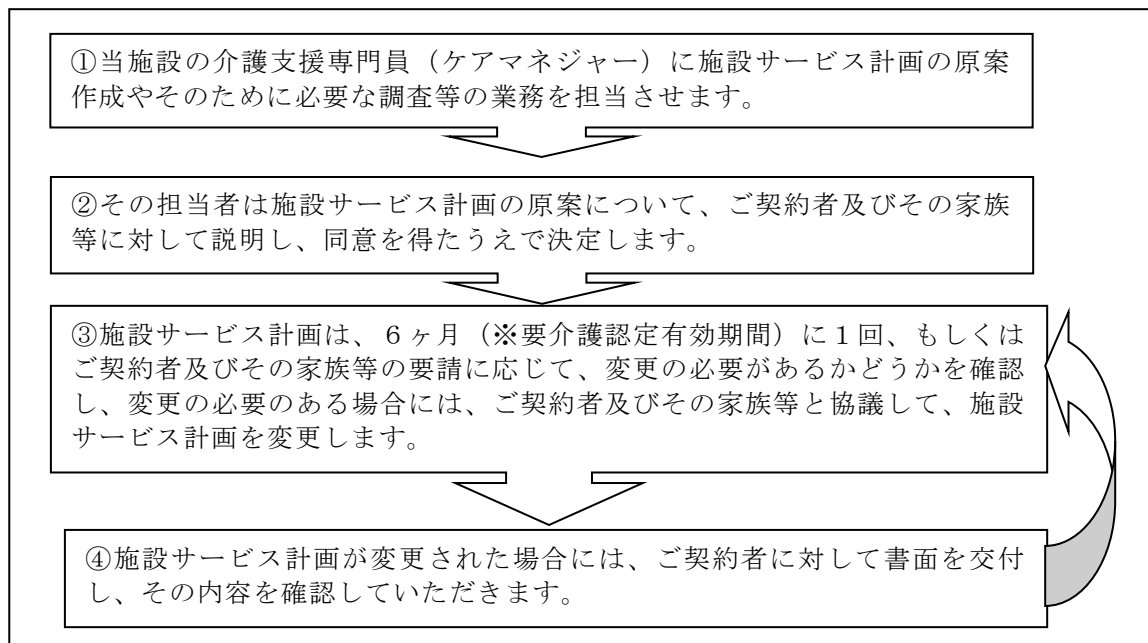 ①当施設の介護支援専門員（ケアマネジャー）に施設サービス計画の原案
作成やそのために必要な調査等の業務を担当させます。
②その担当者は施設サービス計画の原案について、ご契約者及びその家族
等に対して説明し、同意を得たうえで決定します。
③施設サービス計画は、６ヶ月（※要介護認定有効期間）に１回、もしくは
ご契約者及びその家族等の要請に応じて、変更の必要があるかどうかを確認
し、変更の必要のある場合には、ご契約者及びその家族等と協議して、施設
サービス計画を変更します。
④施設サービス計画が変更された場合には、ご契約者に対して書面を交付
し、その内容を確認していただきます。